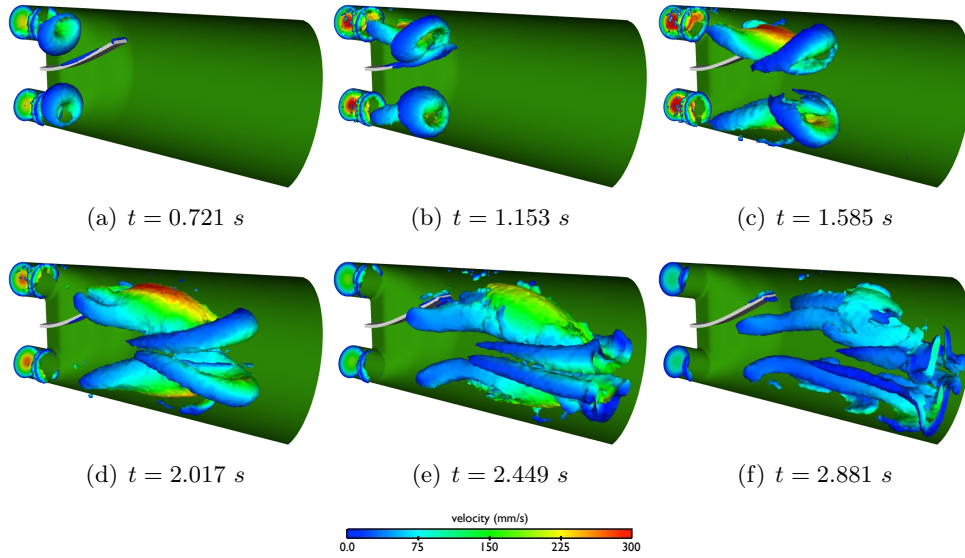 (a) t = 0.721 s (b) t = 1.153 s (c) t = 1.585 s
(d) t = 2.017 s (e) t = 2.449 s (f) t = 2.881 s
velocity (mm/s)
0.0 75 150 225 300